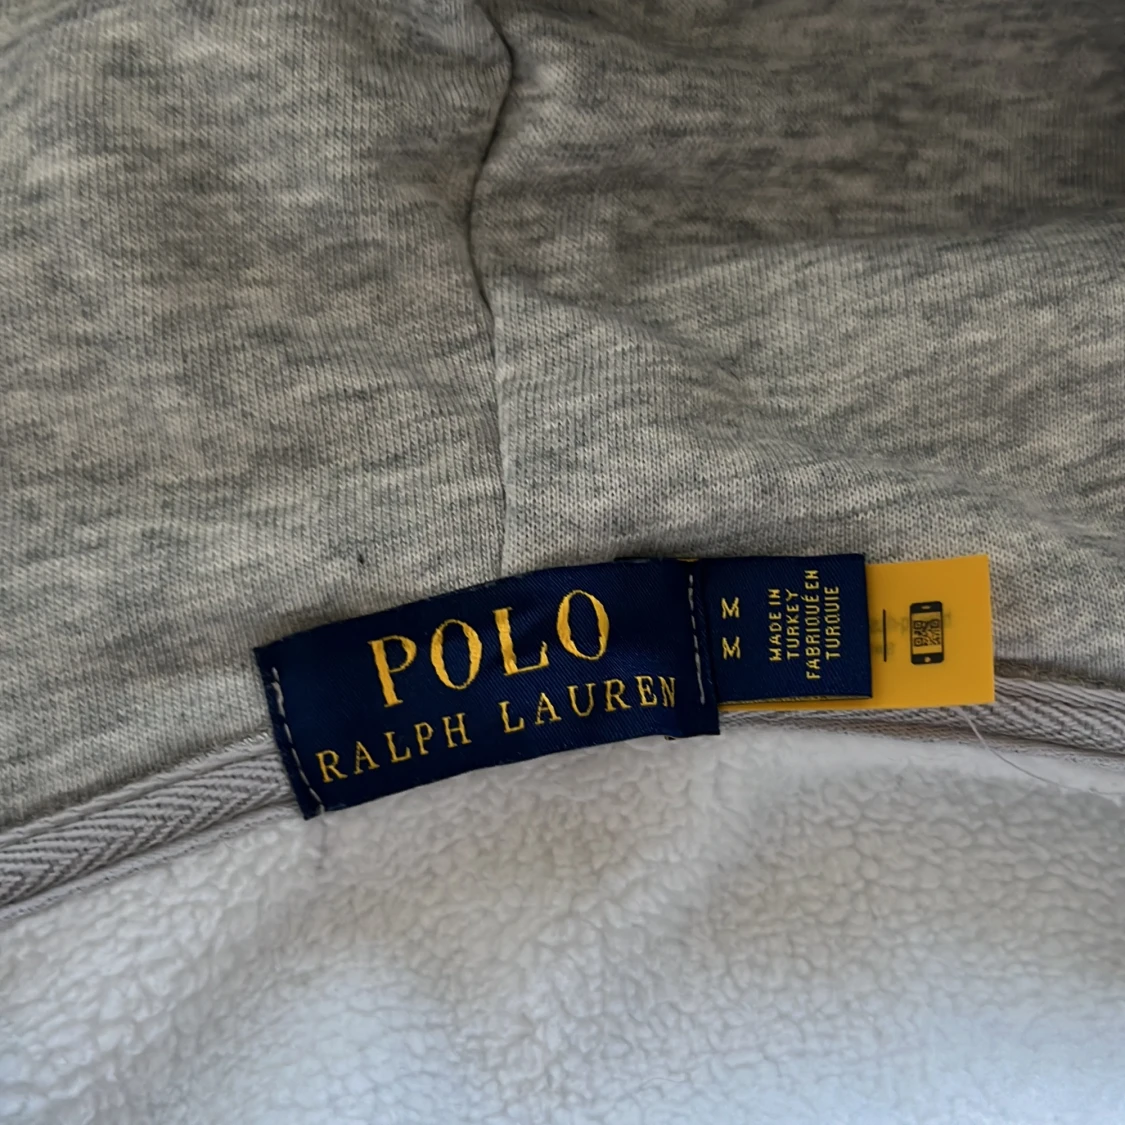 POLO
RALPH LAUREN
M
M
MADE IN
TURKEY
FABRIQUÉ EN
TURQUIE